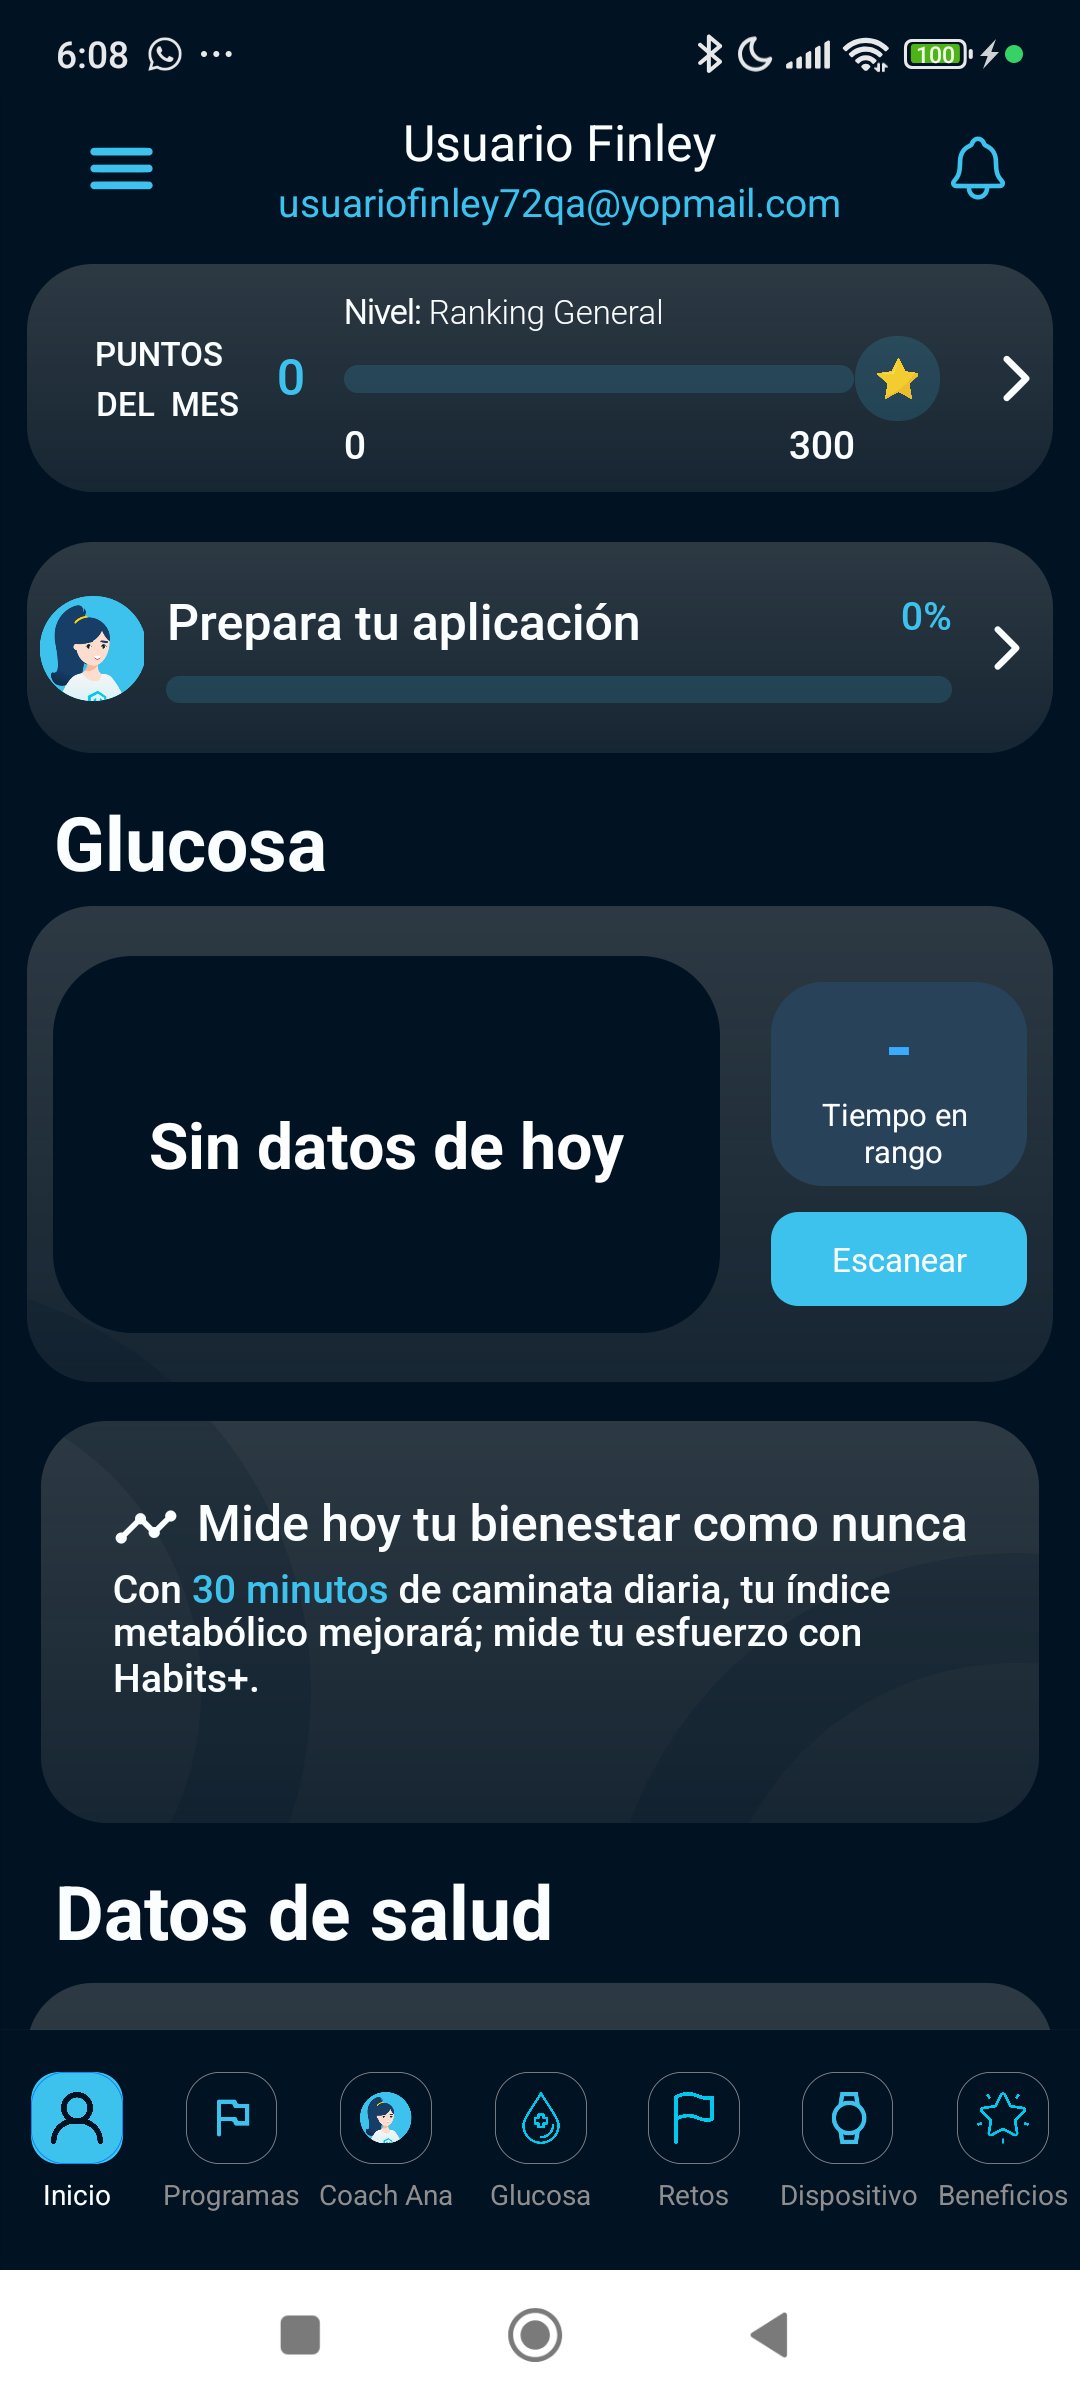 6:08
100
Usuario Finley
usuariofinley72qa@yopmail.com
Nivel: Ranking General
PUNTOS
DEL MES
0
0
300
Prepara tu aplicación
0%
Glucosa
Sin datos de hoy
-
Tiempo en
rango
Escanear
Mide hoy tu bienestar como nunca
Con 30 minutos de caminata diaria, tu índice
metabólico mejorará; mide tu esfuerzo con
Habits+.
Datos de salud
Inicio
Programas
Coach Ana
Glucosa
Retos
Dispositivo
Beneficios